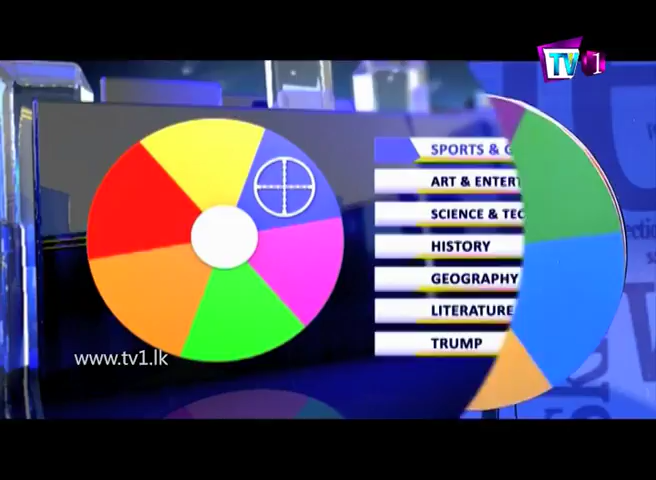 TV1
SPORTS & G
ART & ENTERT
SCIENCE & TEC
HISTORY
GEOGRAPHY
LITERATURE
TRUMP
www.tv1.lk